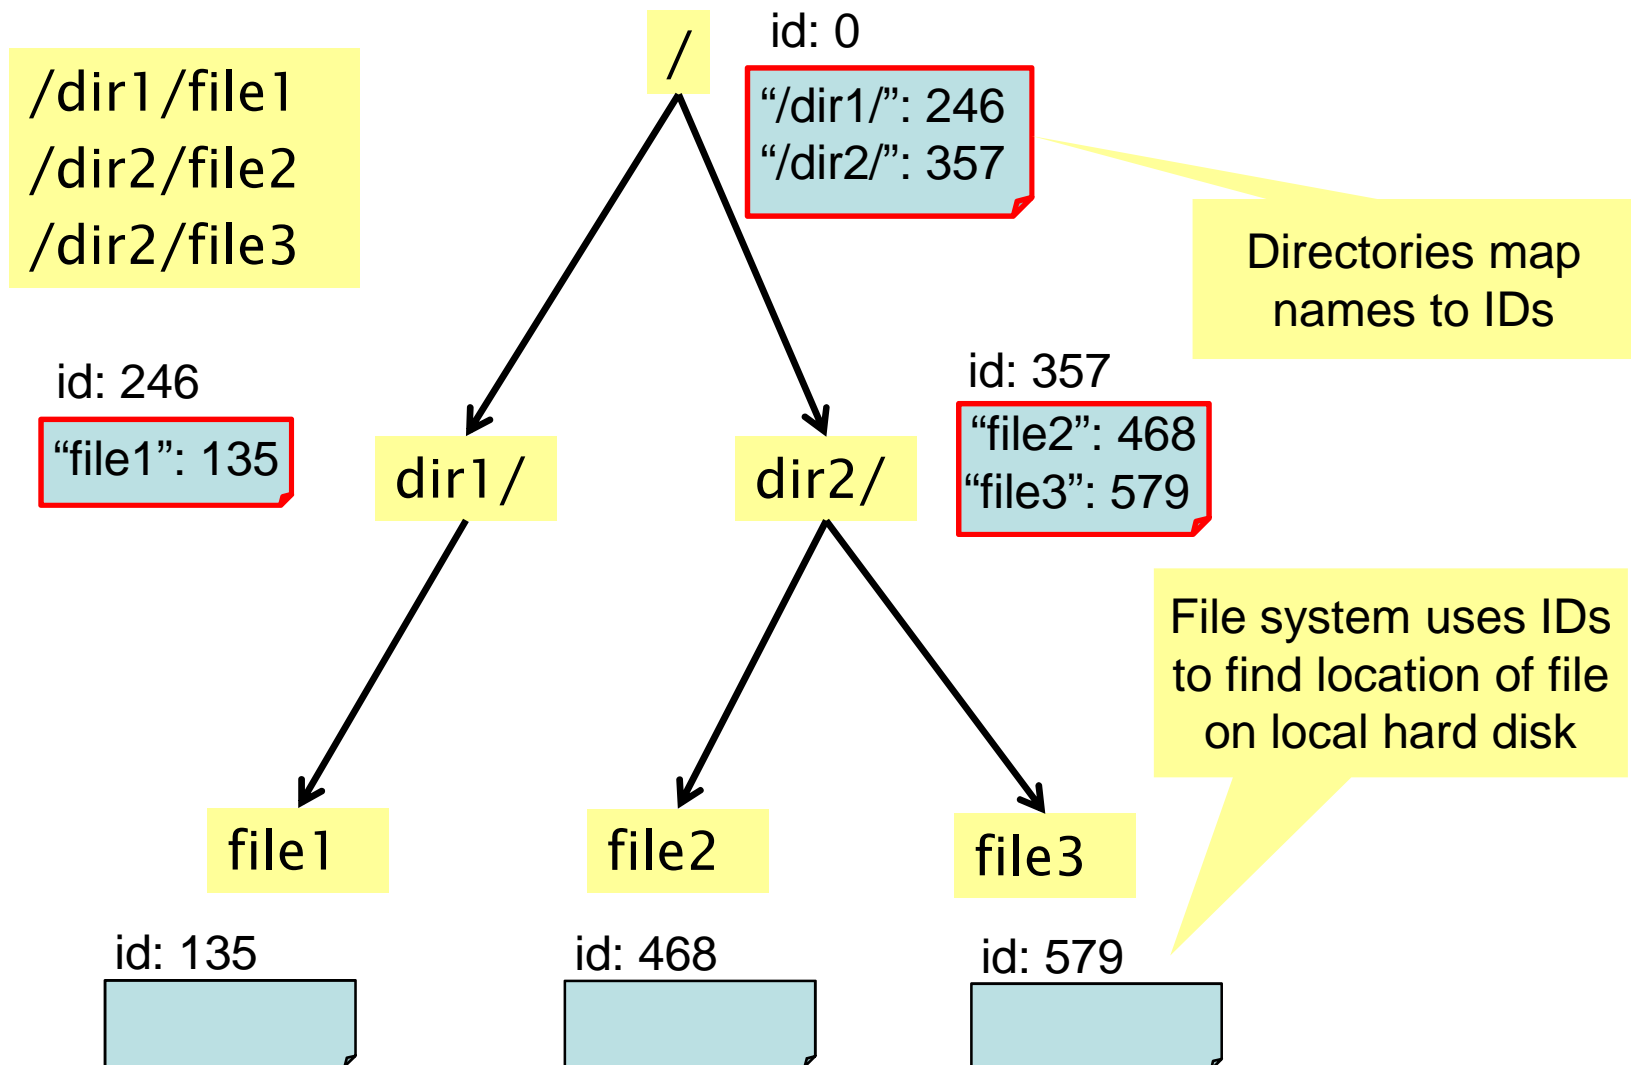 /dir1/file1
/dir2/file2
/dir2/file3
/
id: 0
“/dir1/”: 246
“/dir2/”: 357
Directories map
names to IDs
id: 246
“file1”: 135
dir1/
dir2/
id: 357
“file2”: 468
“file3”: 579
File system uses IDs
to find location of file
on local hard disk
file1
file2
file3
id: 135
id: 468
id: 579